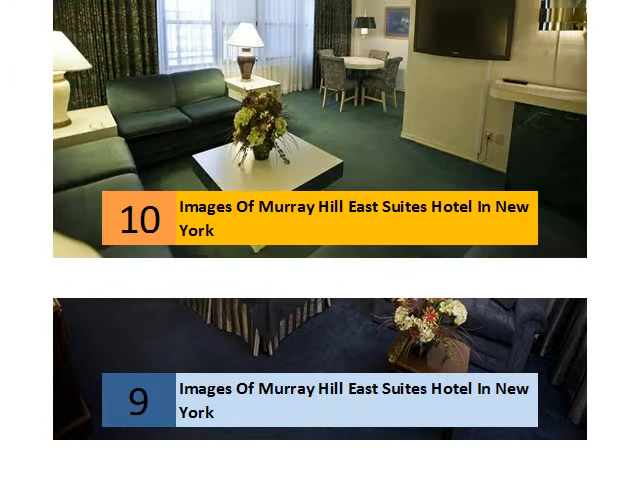 10
Images Of Murray Hill East Suites Hotel In New
York
9
Images Of Murray Hill East Suites Hotel In New
York